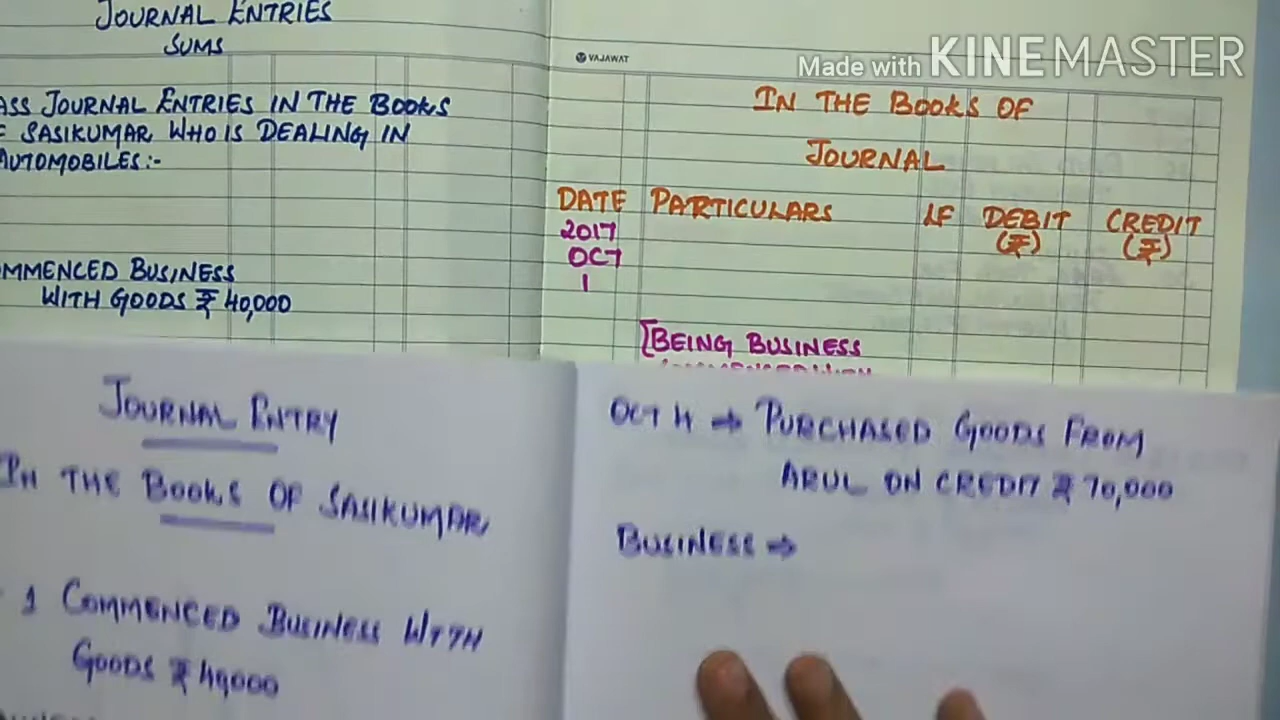 JOURNAL ENTRIES
SUMS
ASS JOURNAL ENTRIES IN THE BOOKS
F SASIKUMAR WHO IS DEALING IN
AUTOMOBILES:-
OMMENCED BUSINESS
WITH GOODS ₹ 40,000
VAJAWAT
Made with KINEMASTER
IN THE BOOKS OF
JOURNAL
DATE PARTICULARS LF DEBIT (₹) CREDIT (₹)
2017
OCT
1
[BEING BUSINESS
JOURNAL ENTRY
IN THE BOOKS OF SASIKUMAR
1 COMMENCED BUSINESS WITH
GOODS ₹ 40,000
OCT 4 ⇒ PURCHASED GOODS FROM
ARUL ON CREDIT ₹ 70,000
BUSINESS ⇒